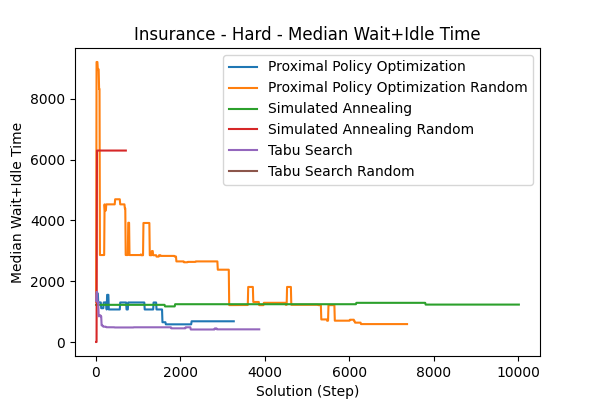 Insurance - Hard - Median Wait+Idle Time
Proximal Policy Optimization
Proximal Policy Optimization Random
Simulated Annealing
Simulated Annealing Random
Tabu Search
Tabu Search Random
Median Wait+Idle Time
8000
6000
4000
2000
0
0
2000
4000
6000
8000
10000
Solution (Step)